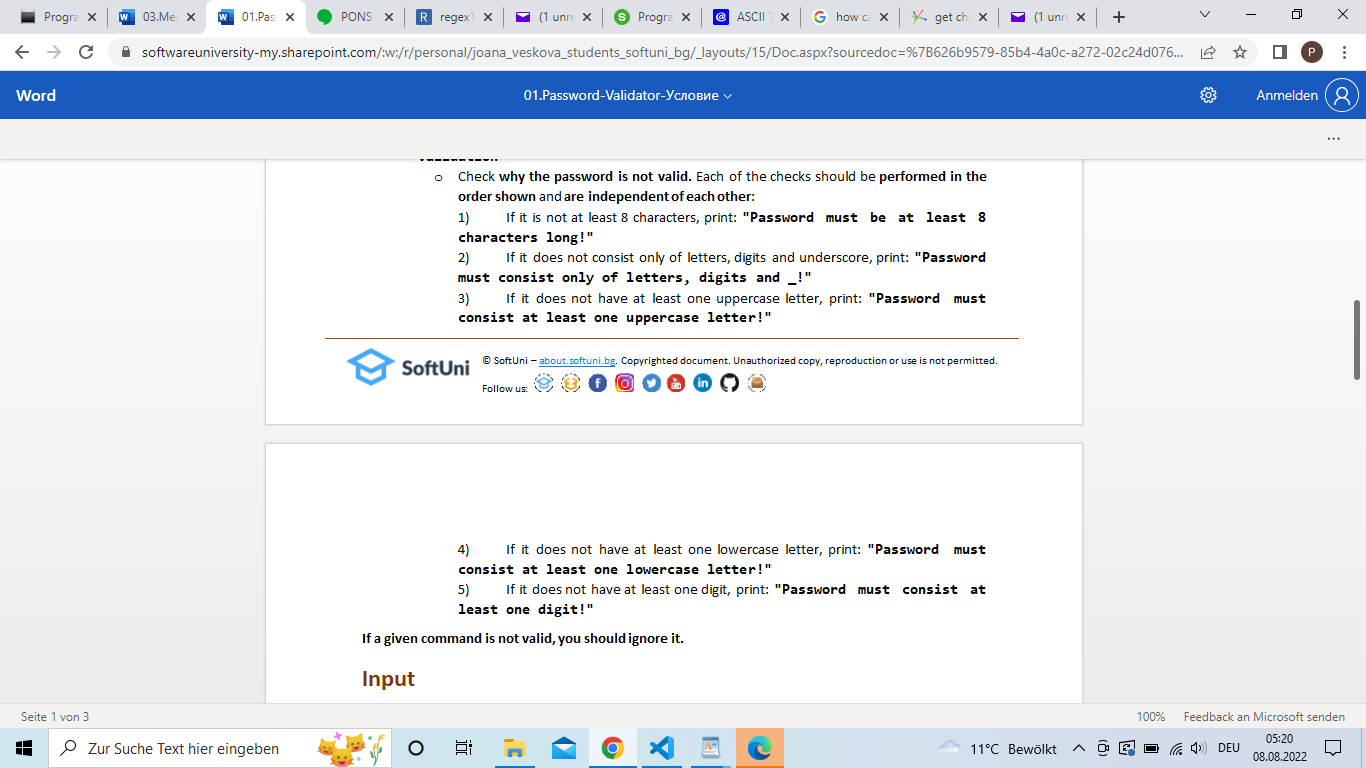 Progra
03.Me
01.Pas
PONS
regex1
(1 unre
Progra
ASCII T
how ca
get cha
(1 unre
softwareuniversity-my.sharepoint.com/:w:/r/personal/joana_veskova_students_softuni_bg/_layouts/15/Doc.aspx?sourcedoc=%7B626b9579-85b4-4a0c-a272-02c24d076...
P
Word
01.Password-Validator-Условие
Anmelden
o Check why the password is not valid. Each of the checks should be performed in the
order shown and are independent of each other:
1) If it is not at least 8 characters, print: "Password must be at least 8
characters long!"
2) If it does not consist only of letters, digits and underscore, print: "Password
must consist only of letters, digits and _!"
3) If it does not have at least one uppercase letter, print: "Password must
consist at least one uppercase letter!"
SoftUni
© SoftUni – about.softuni.bg. Copyrighted document. Unauthorized copy, reproduction or use is not permitted.
Follow us:
4) If it does not have at least one lowercase letter, print: "Password must
consist at least one lowercase letter!"
5) If it does not have at least one digit, print: "Password must consist at
least one digit!"
If a given command is not valid, you should ignore it.
Input
Seite 1 von 3
100% Feedback an Microsoft senden
Zur Suche Text hier eingeben
11°C Bewölkt
DEU
05:20
08.08.2022